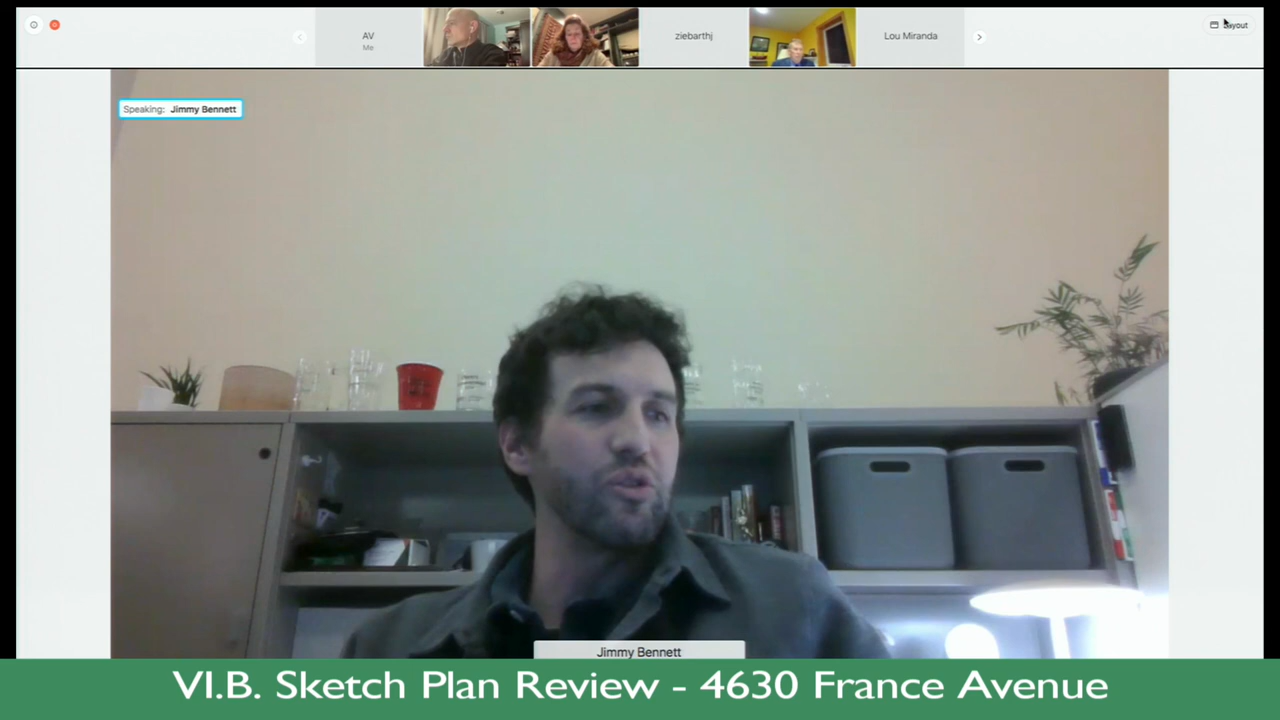 AV
Me
ziebarthj
Lou Miranda
Layout
Speaking: Jimmy Bennett
Jimmy Bennett
VI.B. Sketch Plan Review - 4630 France Avenue